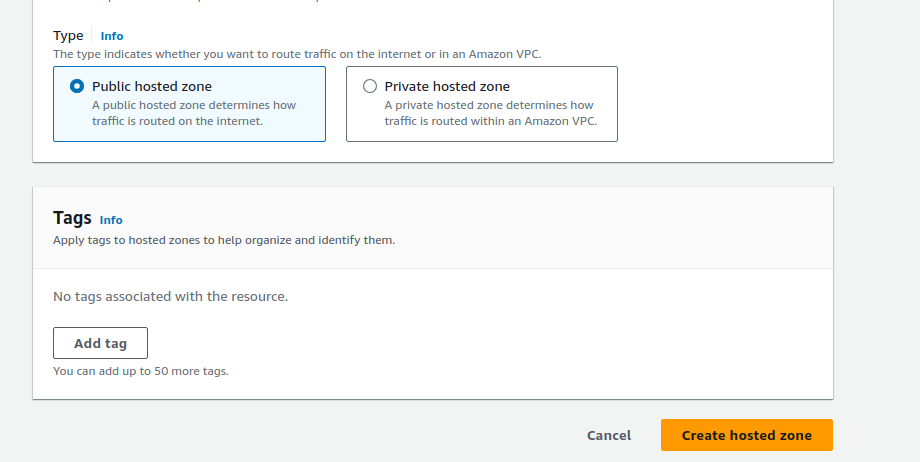 Type Info
The type indicates whether you want to route traffic on the internet or in an Amazon VPC.
Public hosted zone
A public hosted zone determines how
traffic is routed on the internet.
Private hosted zone
A private hosted zone determines how
traffic is routed within an Amazon VPC.
Tags Info
Apply tags to hosted zones to help organize and identify them.
No tags associated with the resource.
Add tag
You can add up to 50 more tags.
Cancel
Create hosted zone